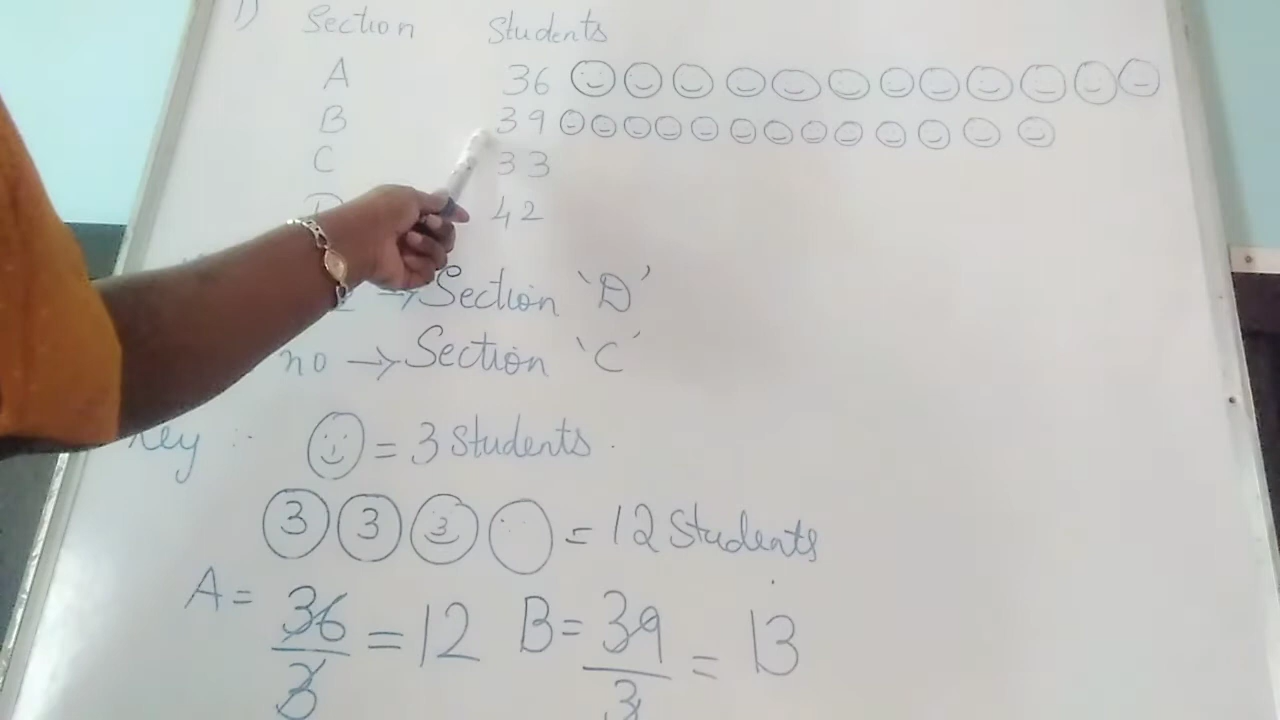 1) Section Students
A 36
B 39
C 33
D 42
→ Section 'D'
no → Section 'C'
Key :- = 3 Students.
3 3 3 = 12 Students
A = 36/3 = 12 B = 39/3 = 13